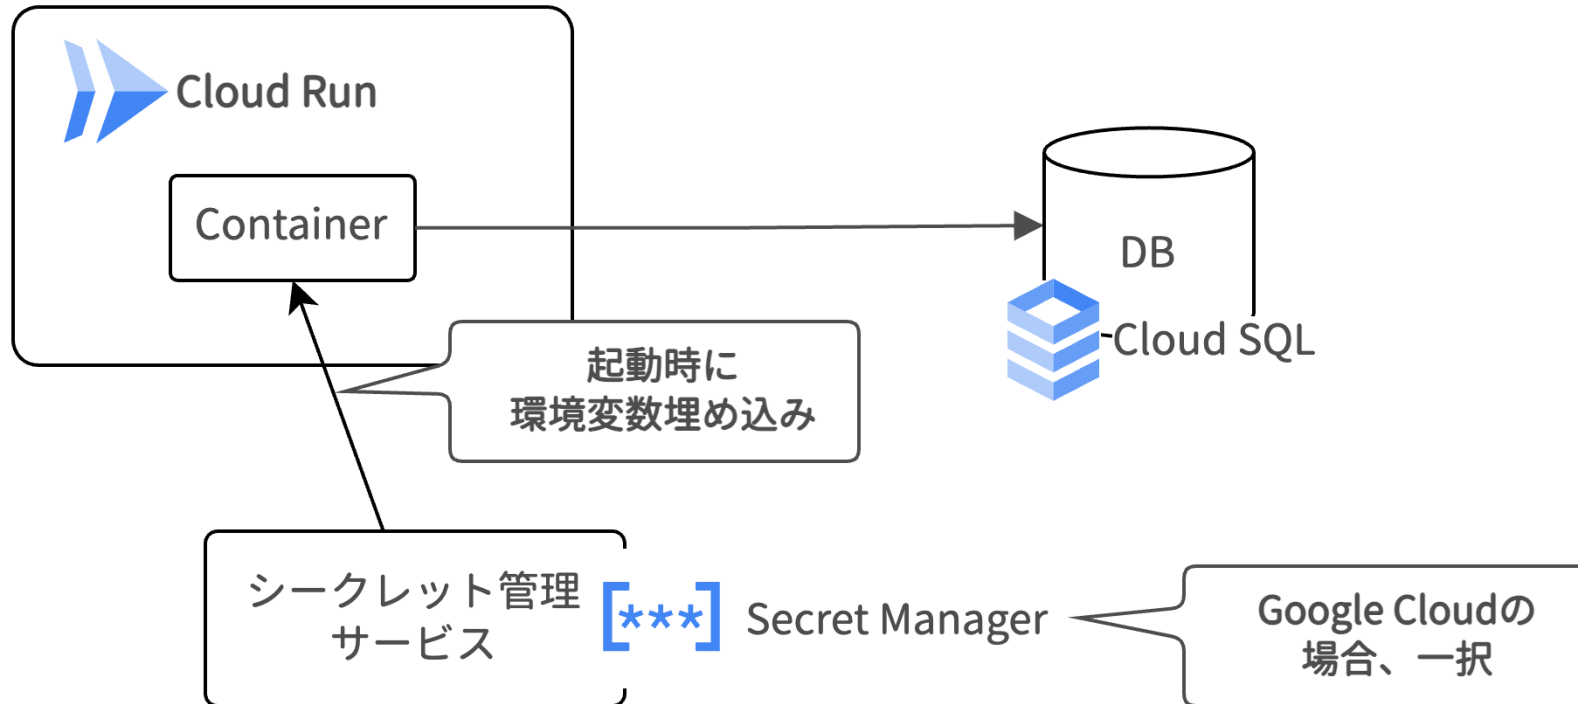 Cloud Run
Container
DB
Cloud SQL
起動時に
環境変数埋め込み
シークレット管理
サービス
[***]
Secret Manager
Google Cloudの
場合、一択